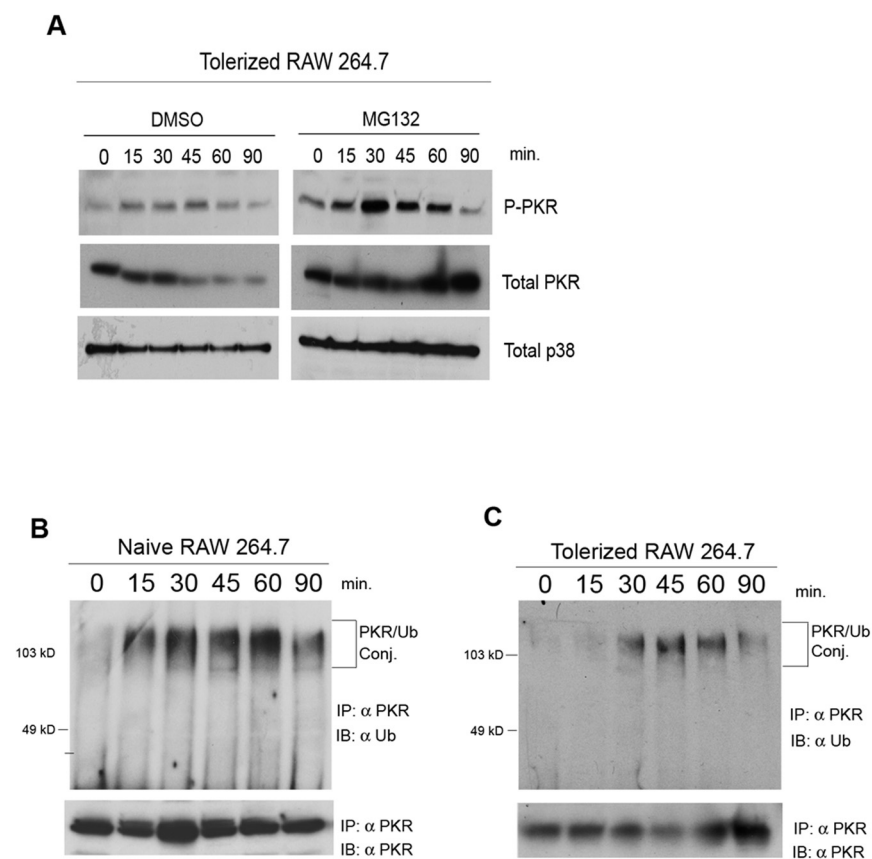 A
Tolerized RAW 264.7
DMSO MG132
0 15 30 45 60 90 0 15 30 45 60 90 min.
P-PKR
Total PKR
Total p38
B
Naive RAW 264.7
0 15 30 45 60 90 min.
PKR/Ub
Conj.
103 kD
IP: α PKR
49 kD
IB: α Ub
IP: α PKR
IB: α PKR
C
Tolerized RAW 264.7
0 15 30 45 60 90 min.
PKR/Ub
Conj.
103 kD
IP: α PKR
49 kD
IB: α Ub
IP: α PKR
IB: α PKR